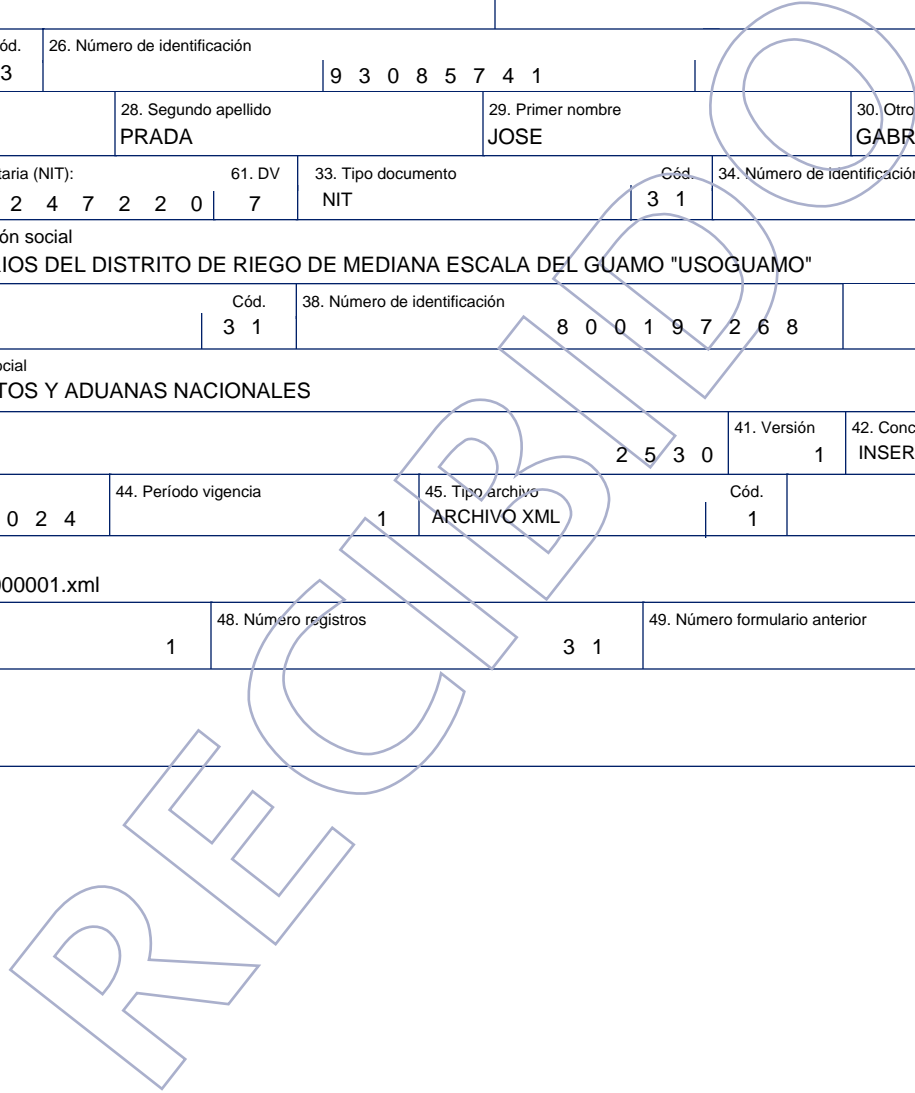 ód. 26. Número de identificación
3 9 3 0 8 5 7 4 1
28. Segundo apellido 29. Primer nombre 30. Otro
PRADA JOSE GABR
taria (NIT): 61. DV 33. Tipo documento Cód. 34. Número de identificación
2 4 7 2 2 0 7 NIT 3 1
ón social
IOS DEL DISTRITO DE RIEGO DE MEDIANA ESCALA DEL GUAMO "USOGUAMO"
Cód. 38. Número de identificación
3 1 8 0 0 1 9 7 2 6 8
ocial
TOS Y ADUANAS NACIONALES
41. Versión 42. Conc
2 5 3 0 1 INSER
44. Período vigencia 45. Tipo archivo Cód.
0 2 4 1 ARCHIVO XML 1
000001.xml
48. Número registros 49. Número formulario anterior
1 3 1
RECIBIDO